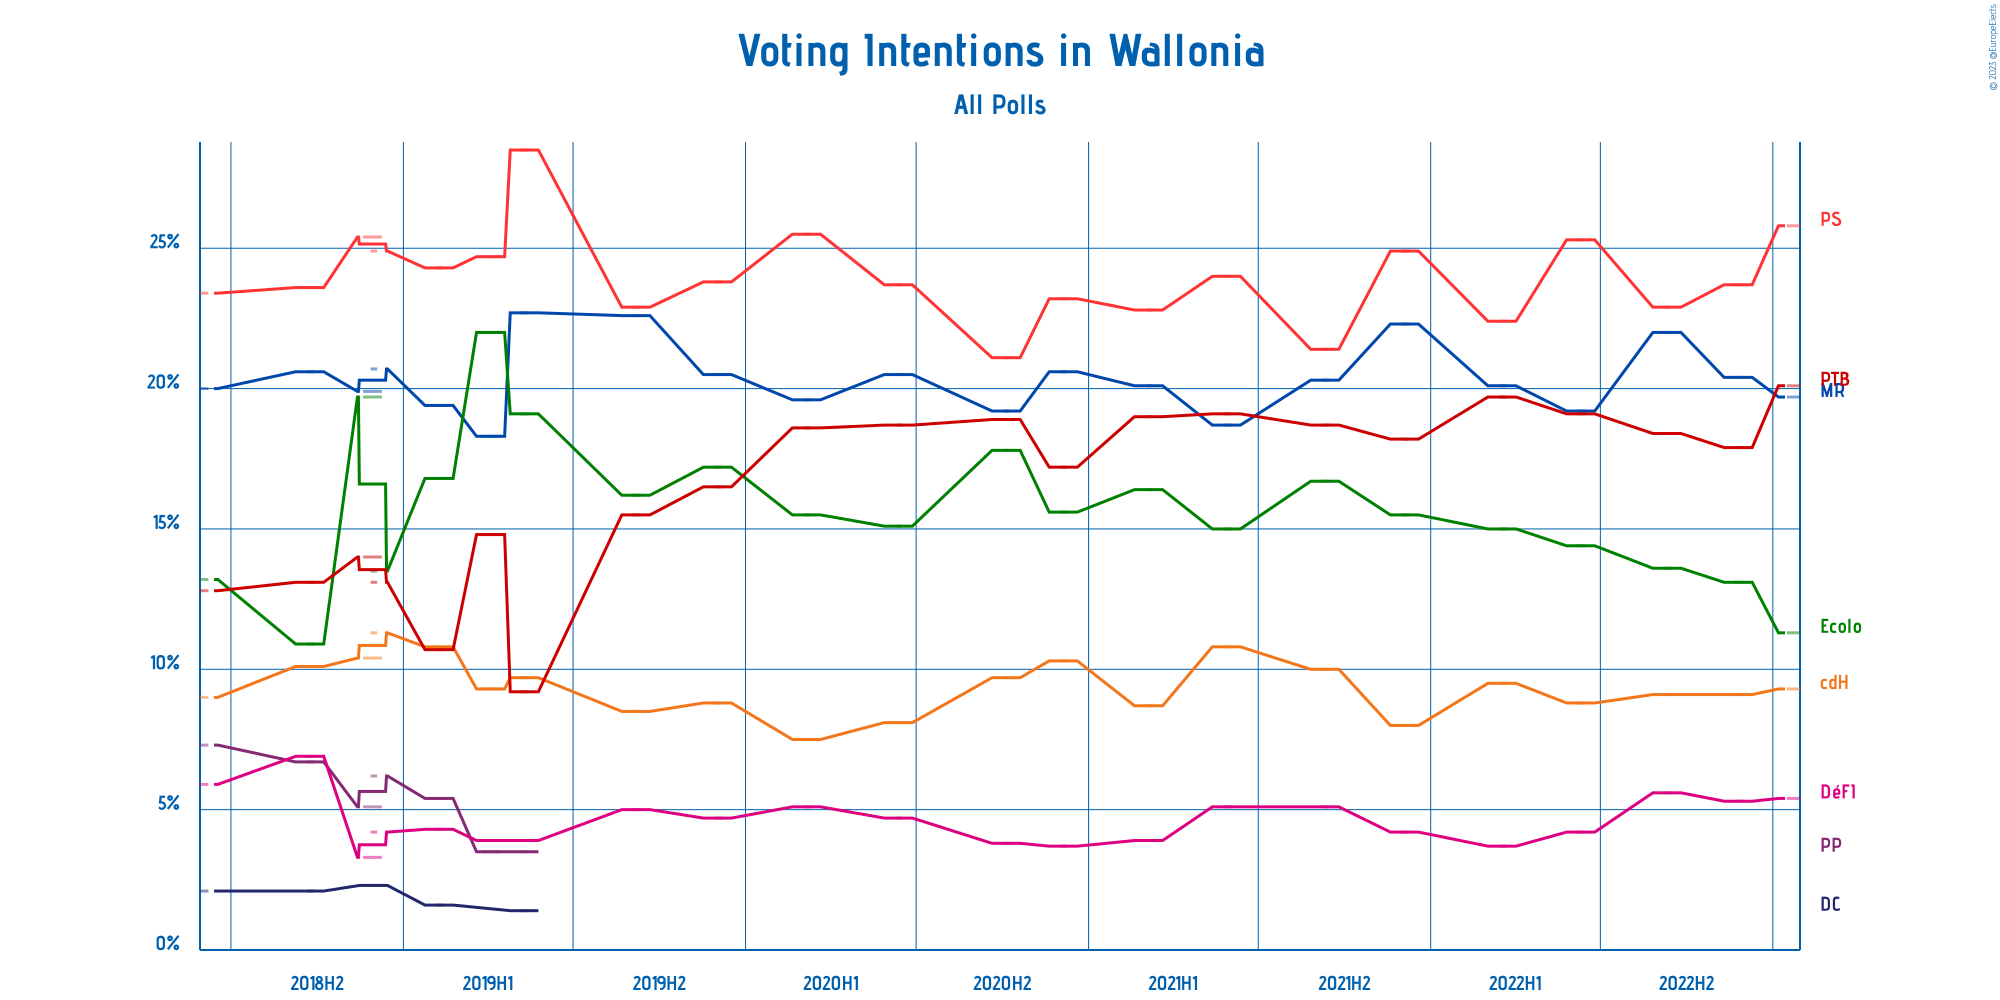 Voting Intentions in Wallonia
All Polls
© 2023 @EuropeElects
25%
20%
15%
10%
5%
0%
PS
PTB
MR
Ecolo
cdH
DéFI
PP
DC
2018H2 2019H1 2019H2 2020H1 2020H2 2021H1 2021H2 2022H1 2022H2